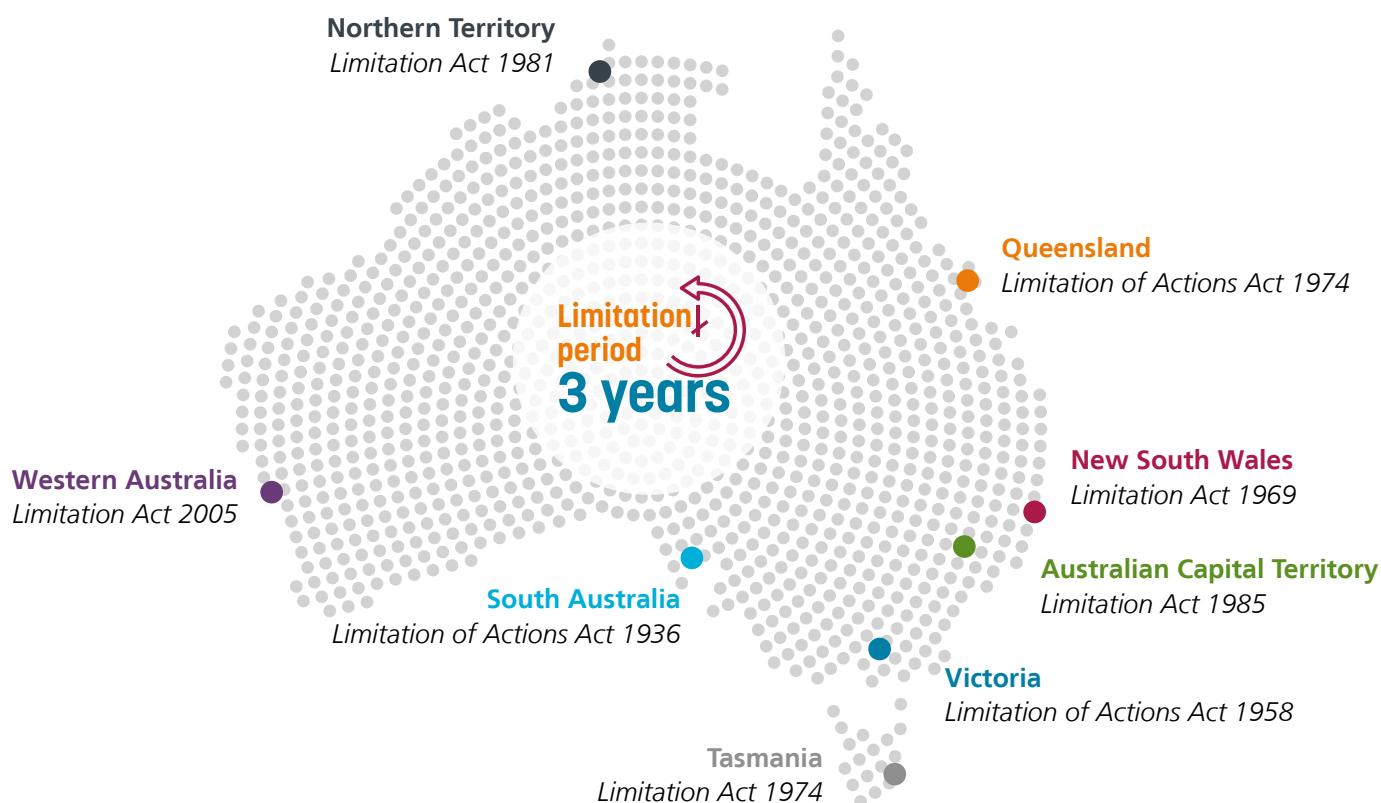 Northern Territory
Limitation Act 1981
Queensland
Limitation of Actions Act 1974
Limitation
period
3 years
Western Australia
Limitation Act 2005
New South Wales
Limitation Act 1969
Australian Capital Territory
Limitation Act 1985
South Australia
Limitation of Actions Act 1936
Victoria
Limitation of Actions Act 1958
Tasmania
Limitation Act 1974